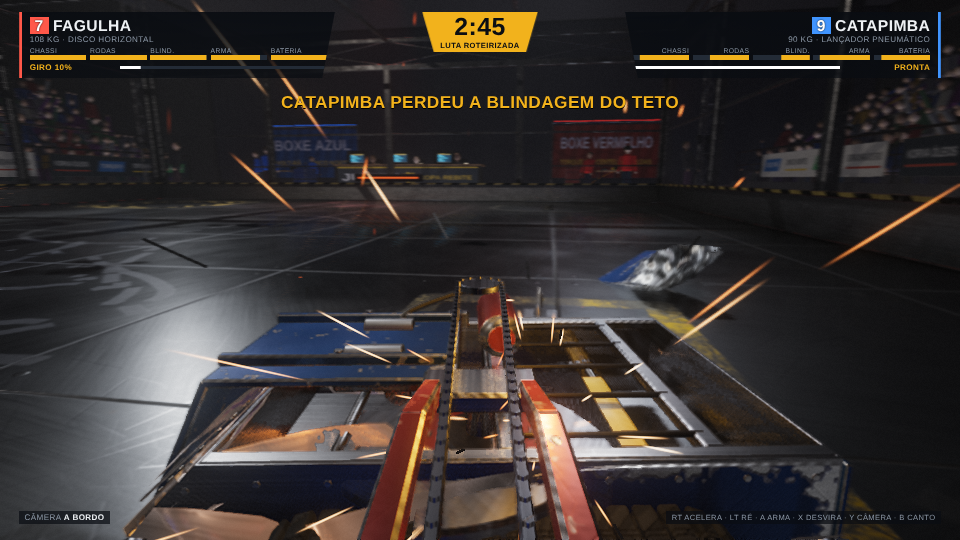 7 FAGULHA
108 KG · DISCO HORIZONTAL
CHASSI RODAS BLIND. ARMA BATERIA
GIRO 10%
2:45
LUTA ROTEIRIZADA
9 CATAPIMBA
90 KG · LANÇADOR PNEUMÁTICO
CHASSI RODAS BLIND. ARMA BATERIA
PRONTA
CATAPIMBA PERDEU A BLINDAGEM DO TETO
BOXE AZUL
BOXE VERMELHO
CÂMERA A BORDO
RT ACELERA · LT RÉ · A ARMA · X DESVIRA · Y CÂMERA · B CANTO